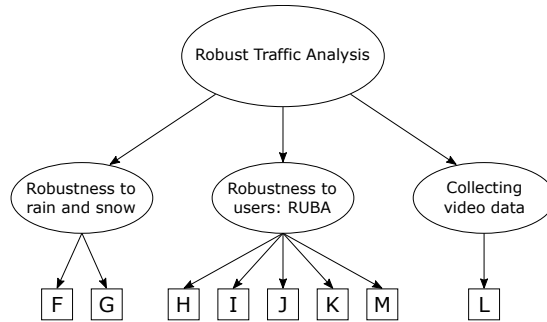 Robust Traffic Analysis
Robustness to
rain and snow
Robustness to
users: RUBA
Collecting
video data
F G H I J K M L